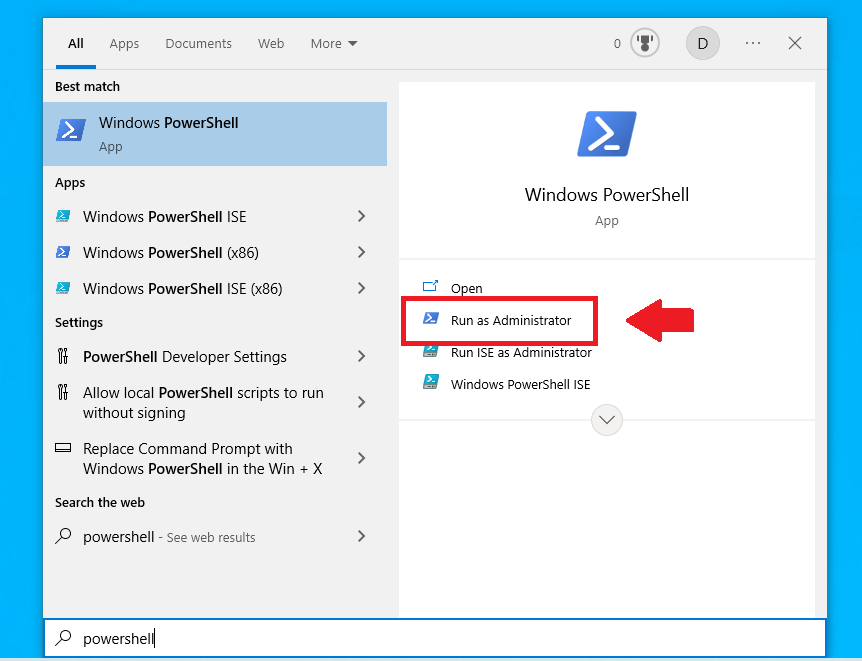 All Apps Documents Web More 0 D ...
Best match
Windows PowerShell
App
Apps
Windows PowerShell ISE
Windows PowerShell (x86)
Windows PowerShell ISE (x86)
Settings
PowerShell Developer Settings
Allow local PowerShell scripts to run
without signing
Replace Command Prompt with
Windows PowerShell in the Win + X
Search the web
powershell - See web results
Windows PowerShell
App
Open
Run as Administrator
Run ISE as Administrator
Windows PowerShell ISE
powershell